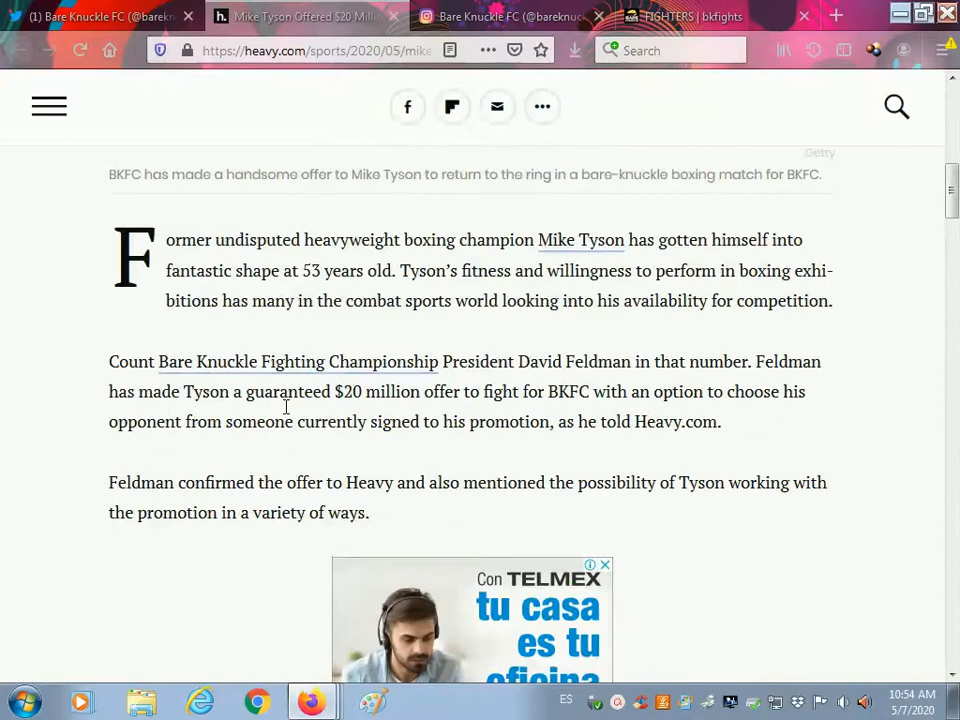 (1) Bare Knuckle FC (@barekn
Mike Tyson Offered $20 Milli
Bare Knuckle FC (@bareknuc
FIGHTERS | bkfights
https://heavy.com/sports/2020/05/mike
Search
Getty
BKFC has made a handsome offer to Mike Tyson to return to the ring in a bare-knuckle boxing match for BKFC.
Former undisputed heavyweight boxing champion Mike Tyson has gotten himself into
fantastic shape at 53 years old. Tyson's fitness and willingness to perform in boxing exhi-
bitions has many in the combat sports world looking into his availability for competition.
Count Bare Knuckle Fighting Championship President David Feldman in that number. Feldman
has made Tyson a guaranteed $20 million offer to fight for BKFC with an option to choose his
opponent from someone currently signed to his promotion, as he told Heavy.com.
Feldman confirmed the offer to Heavy and also mentioned the possibility of Tyson working with
the promotion in a variety of ways.
Con TELMEX
tu casa
es tu
oficina
ES
10:54 AM
5/7/2020